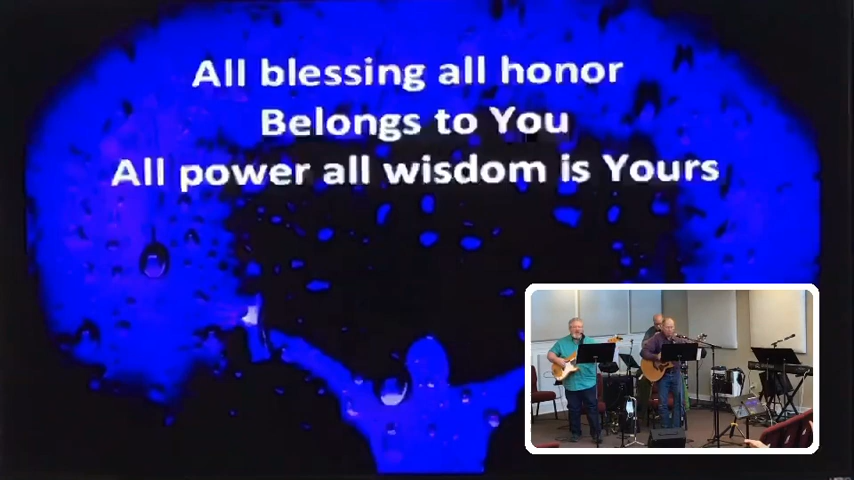 All blessing all honor
Belongs to You
All power all wisdom is Yours